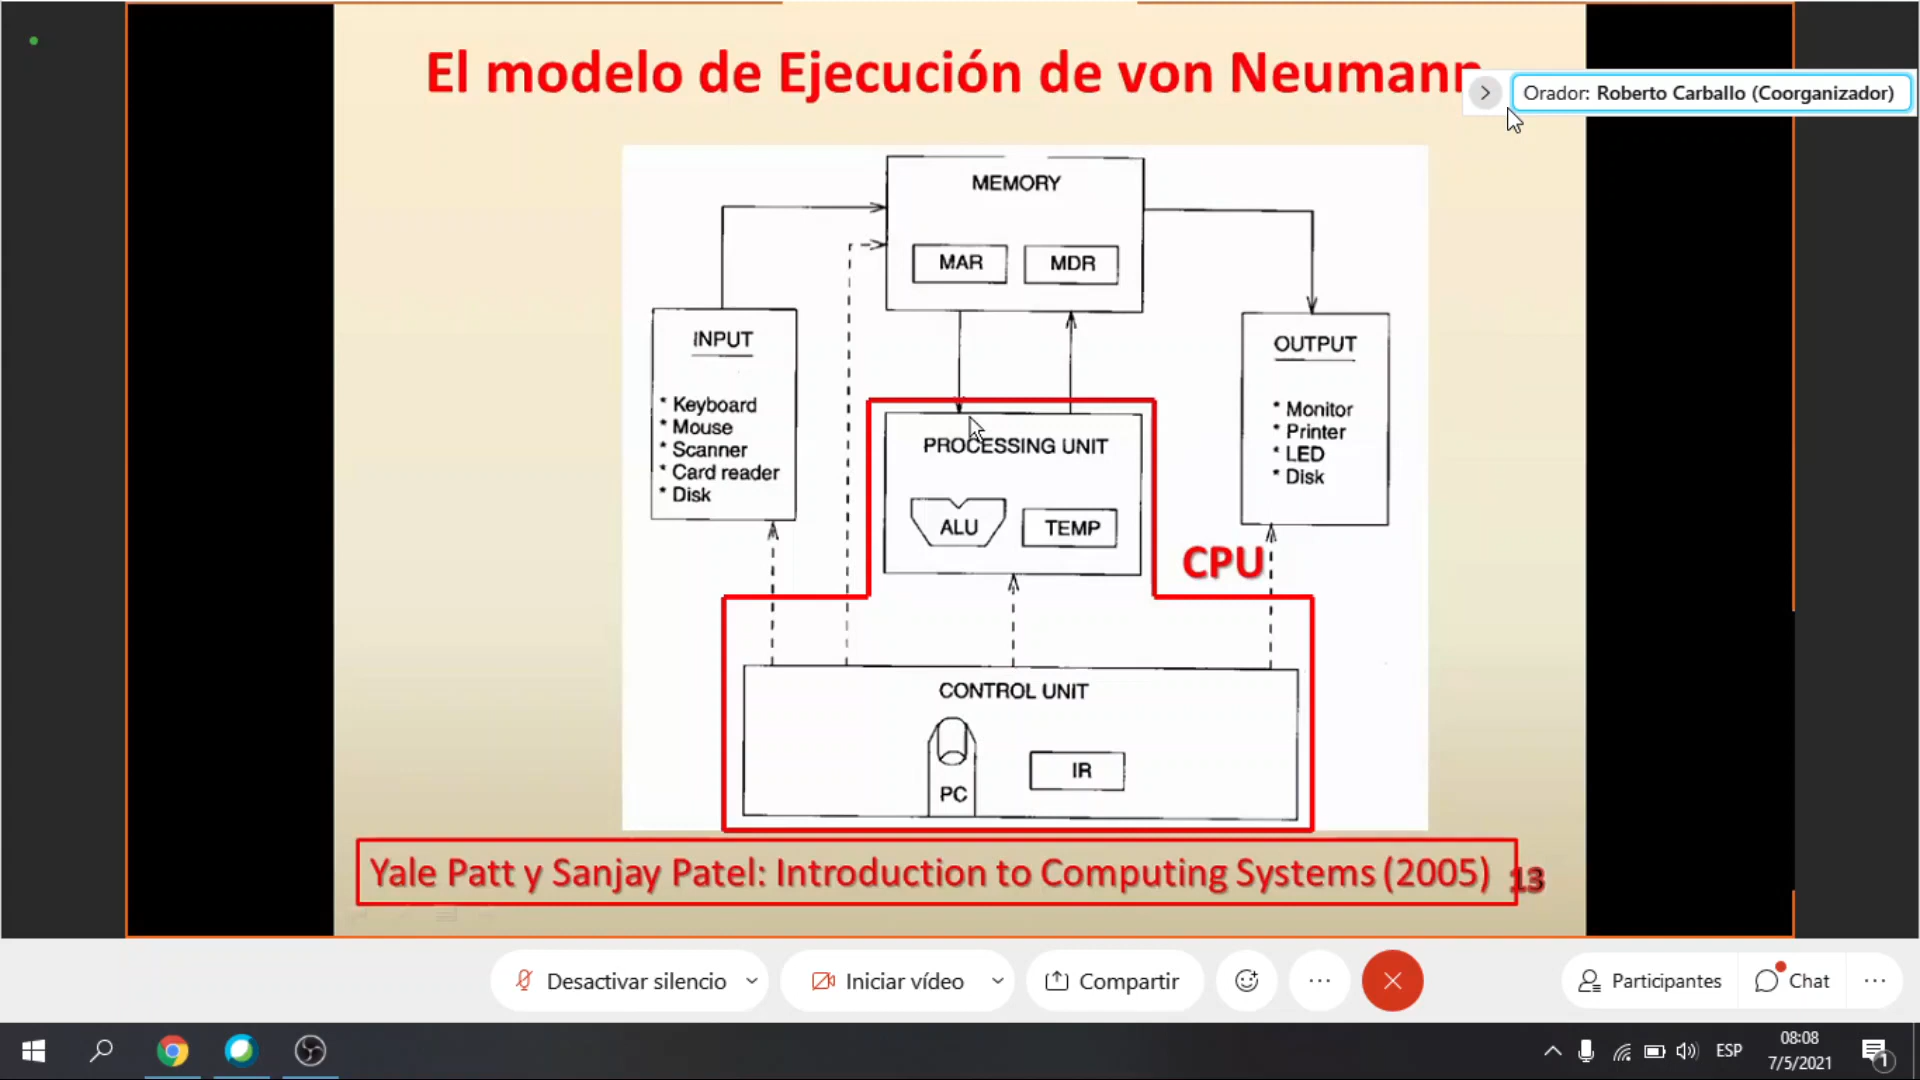 El modelo de Ejecución de von Neumann
Orador: Roberto Carballo (Coorganizador)
MEMORY
MAR
MDR
INPUT
* Keyboard
* Mouse
* Scanner
* Card reader
* Disk
OUTPUT
* Monitor
* Printer
* LED
* Disk
PROCESSING UNIT
ALU
TEMP
CPU
CONTROL UNIT
PC
IR
Yale Patt y Sanjay Patel: Introduction to Computing Systems (2005)
13
Desactivar silencio
Iniciar vídeo
Compartir
Participantes
Chat
ESP
08:08
7/5/2021
1